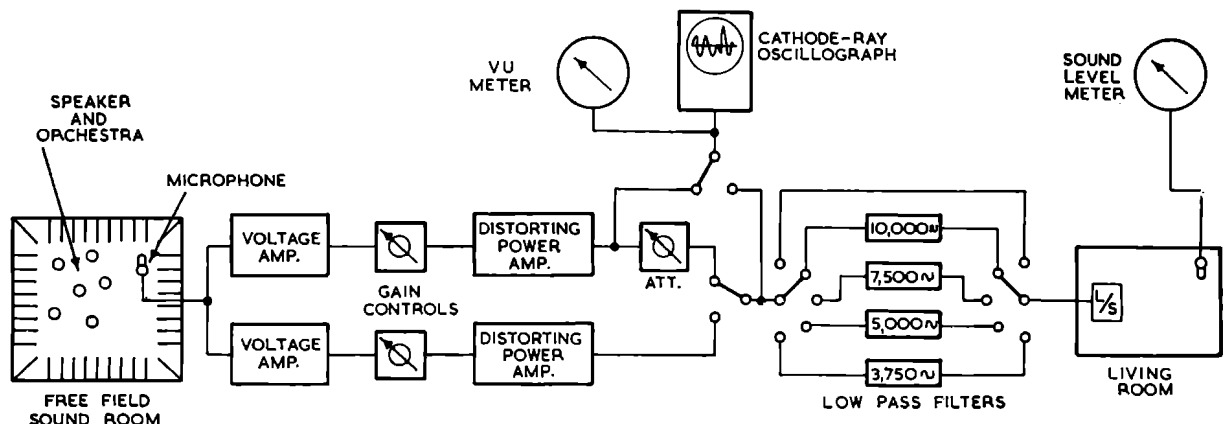 CATHODE-RAY
OSCILLOGRAPH
VU
METER
SOUND
LEVEL
METER
SPEAKER
AND
ORCHESTRA
MICROPHONE
VOLTAGE
AMP.
DISTORTING
POWER
AMP.
ATT.
GAIN
CONTROLS
VOLTAGE
AMP.
DISTORTING
POWER
AMP.
10,000~
7,500~
5,000~
3,750~
L/S
FREE FIELD
SOUND ROOM
LOW PASS FILTERS
LIVING
ROOM